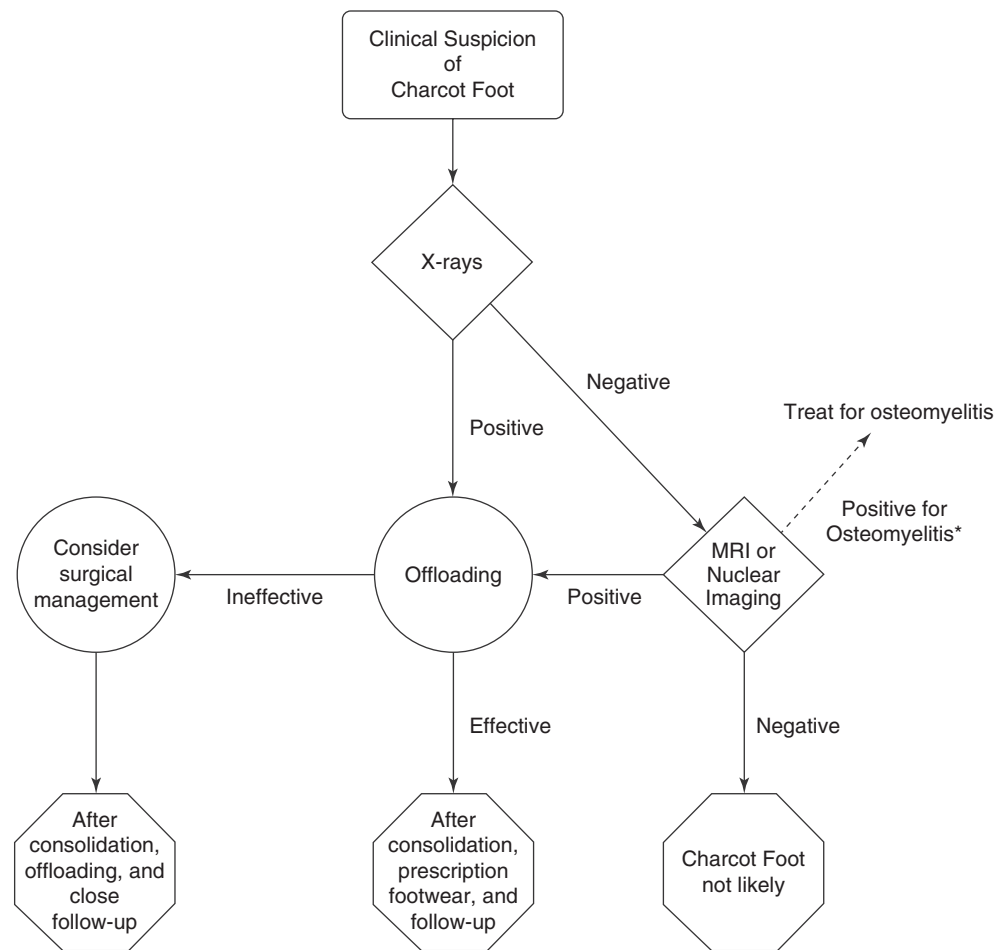 Clinical Suspicion
of
Charcot Foot
X-rays
Negative
Positive
Treat for osteomyelitis
Positive for
Osteomyelitis*
MRI or
Nuclear
Imaging
Positive
Offloading
Ineffective
Consider
surgical
management
Effective
Negative
After
consolidation,
offloading, and
close
follow-up
After
consolidation,
prescription
footwear, and
follow-up
Charcot Foot
not likely